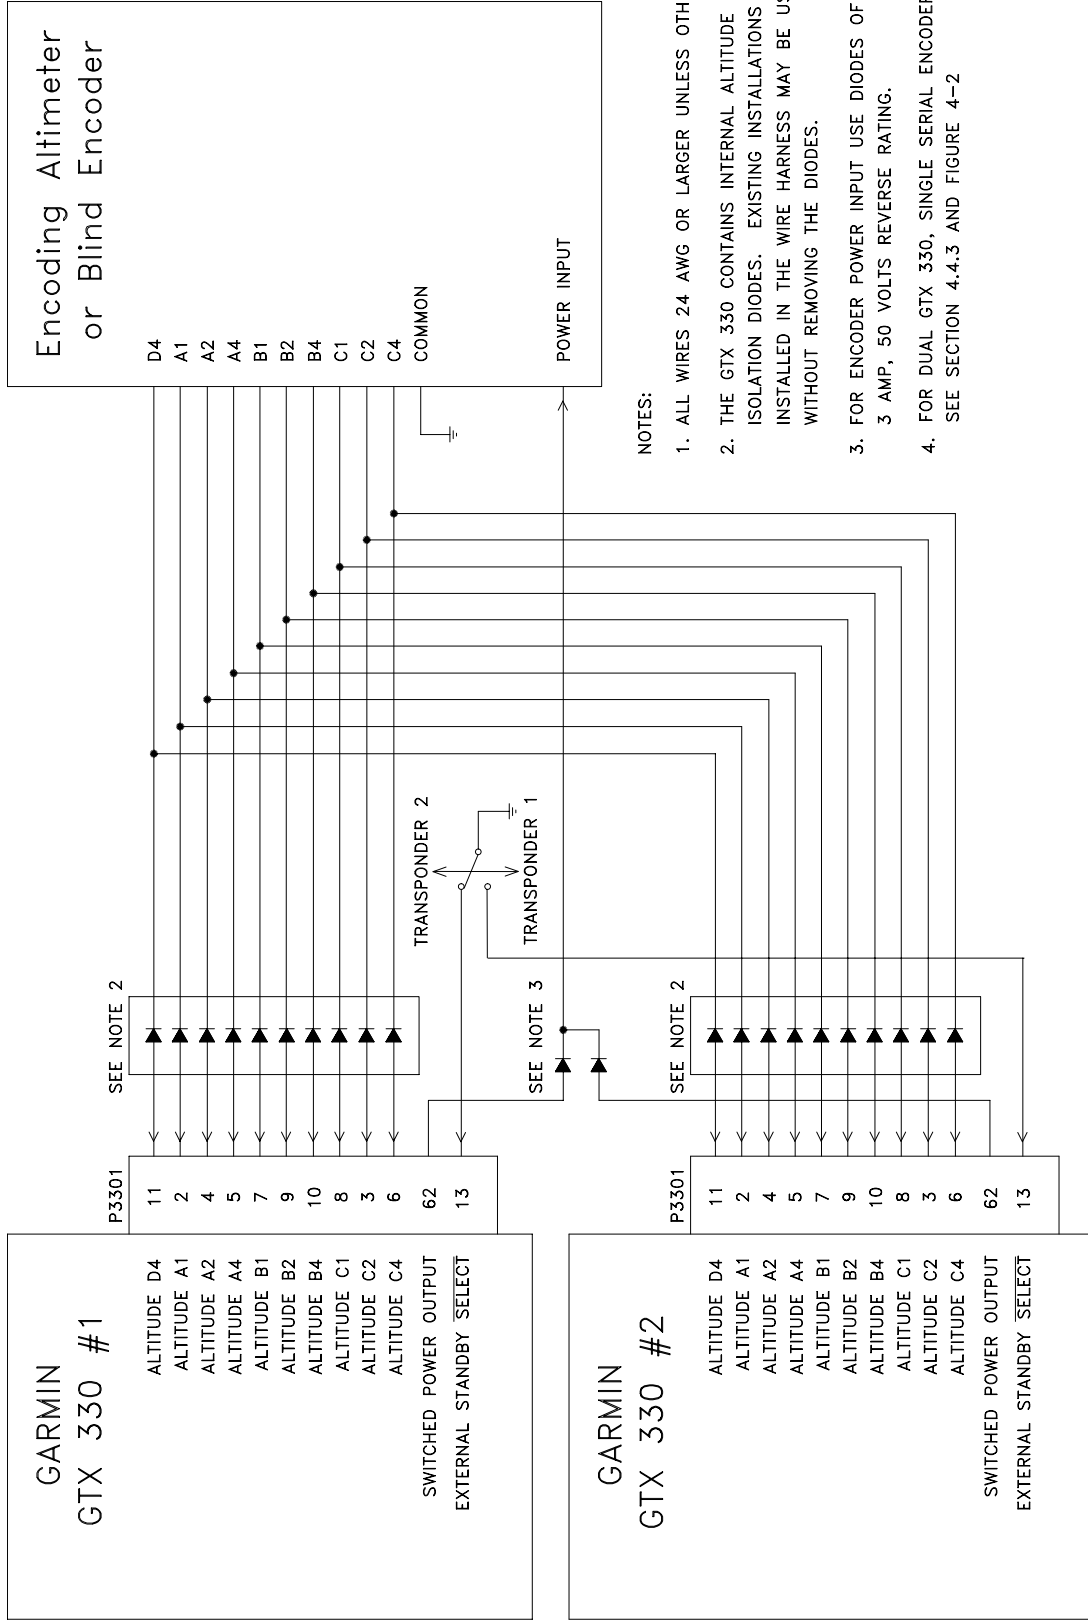 GARMIN
GTX 330 #1
ALTITUDE D4
ALTITUDE A1
ALTITUDE A2
ALTITUDE A4
ALTITUDE B1
ALTITUDE B2
ALTITUDE B4
ALTITUDE C1
ALTITUDE C2
ALTITUDE C4
SWITCHED POWER OUTPUT
EXTERNAL STANDBY SELECT
P3301
11
2
4
5
7
9
10
8
3
6
62
13
SEE NOTE 2
TRANSPONDER 2
TRANSPONDER 1
SEE NOTE 3
Encoding Altimeter
or Blind Encoder
D4
A1
A2
A4
B1
B2
B4
C1
C2
C4
COMMON
POWER INPUT
GARMIN
GTX 330 #2
ALTITUDE D4
ALTITUDE A1
ALTITUDE A2
ALTITUDE A4
ALTITUDE B1
ALTITUDE B2
ALTITUDE B4
ALTITUDE C1
ALTITUDE C2
ALTITUDE C4
SWITCHED POWER OUTPUT
EXTERNAL STANDBY SELECT
P3301
11
2
4
5
7
9
10
8
3
6
62
13
SEE NOTE 2
NOTES:
1. ALL WIRES 24 AWG OR LARGER UNLESS
2. THE GTX 330 CONTAINS INTERNAL ALTITUDE
ISOLATION DIODES. EXISTING INSTALLATIONS
INSTALLED IN THE WIRE HARNESS MAY BE
WITHOUT REMOVING THE DIODES.
3. FOR ENCODER POWER INPUT USE DIODES OF
3 AMP, 50 VOLTS REVERSE RATING.
4. FOR DUAL GTX 330, SINGLE SERIAL ENCODER
SEE SECTION 4.4.3 AND FIGURE 4-2